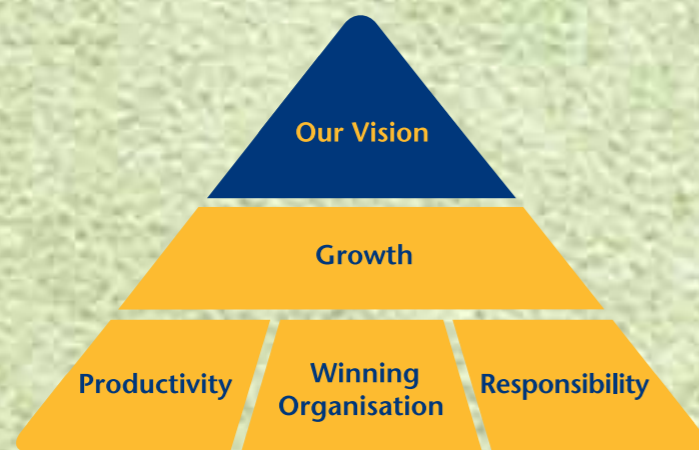 Our Vision
Growth
Productivity
Winning
Organisation
Responsibility